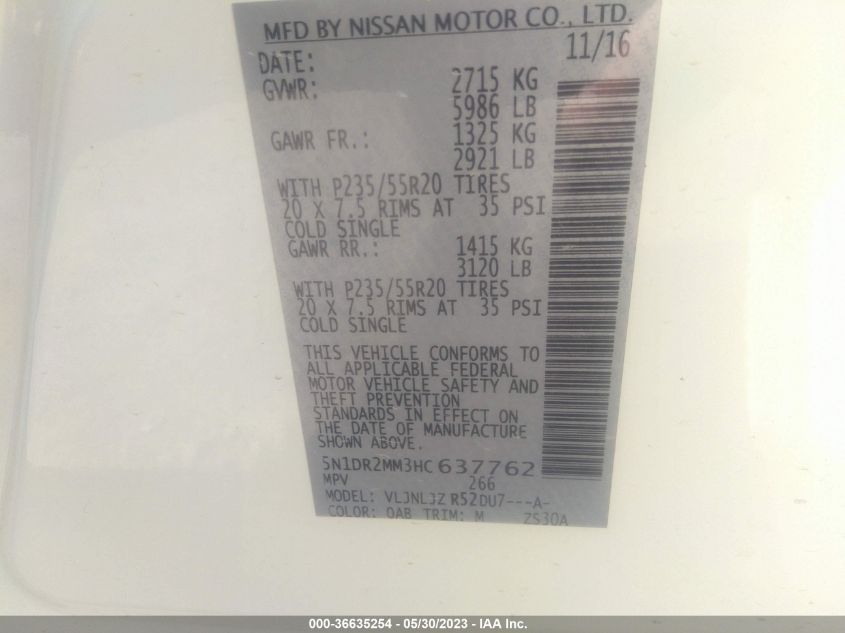 MFD BY NISSAN MOTOR CO., LTD.
DATE: 11/16
GVWR: 2715 KG
5986 LB
GAWR FR.: 1325 KG
2921 LB
WITH P235/55R20 TIRES
20 X 7.5 RIMS AT 35 PSI
COLD SINGLE
GAWR RR.: 1415 KG
3120 LB
WITH P235/55R20 TIRES
20 X 7.5 RIMS AT 35 PSI
COLD SINGLE
THIS VEHICLE CONFORMS TO
ALL APPLICABLE FEDERAL
MOTOR VEHICLE SAFETY AND
THEFT PREVENTION
STANDARDS IN EFFECT ON
THE DATE OF MANUFACTURE
SHOWN ABOVE.
5N1DR2MM3HC 637762
MPV 266
MODEL: VLJNL3Z R52DU7---A-
COLOR: QAB TRIM: M ZS30A
000-36635254 - 05/30/2023 - IAA Inc.